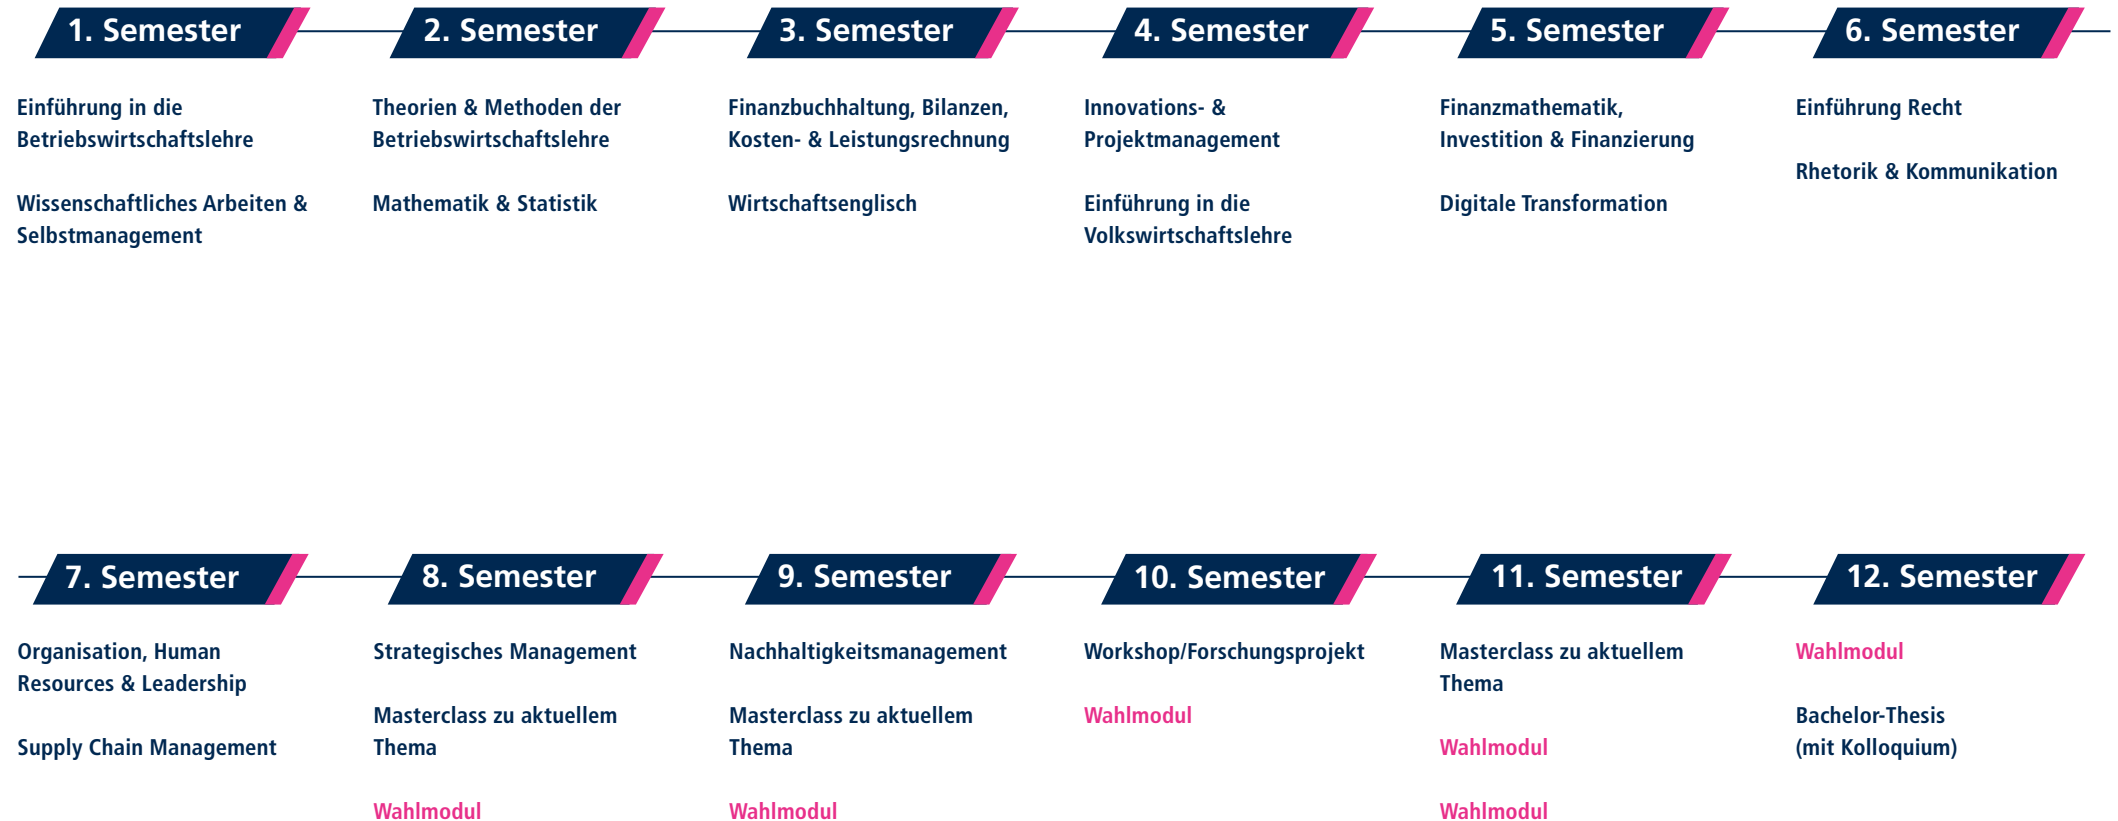 1. Semester
Einführung in die
Betriebswirtschaftslehre
Wissenschaftliches Arbeiten &
Selbstmanagement
2. Semester
Theorien & Methoden der
Betriebswirtschaftslehre
Mathematik & Statistik
3. Semester
Finanzbuchhaltung, Bilanzen,
Kosten- & Leistungsrechnung
Wirtschaftsenglisch
4. Semester
Innovations- &
Projektmanagement
Einführung in die
Volkswirtschaftslehre
5. Semester
Finanzmathematik,
Investition & Finanzierung
Digitale Transformation
6. Semester
Einführung Recht
Rhetorik & Kommunikation
7. Semester
Organisation, Human
Resources & Leadership
Supply Chain Management
8. Semester
Strategisches Management
Masterclass zu aktuellem
Thema
Wahlmodul
9. Semester
Nachhaltigkeitsmanagement
Masterclass zu aktuellem
Thema
Wahlmodul
10. Semester
Workshop/Forschungsprojekt
Wahlmodul
11. Semester
Masterclass zu aktuellem
Thema
Wahlmodul
Wahlmodul
12. Semester
Wahlmodul
Bachelor-Thesis
(mit Kolloquium)